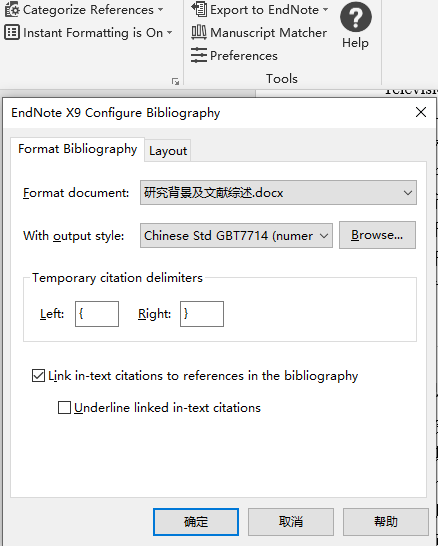 Categorize References
Export to EndNote
Instant Formatting is On
Manuscript Matcher
Preferences
Help
Tools
EndNote X9 Configure Bibliography
Format Bibliography
Layout
Format document:
研究背景及文献综述.docx
With output style:
Chinese Std GBT7714 (numer
Browse...
Temporary citation delimiters
Left: {
Right: }
Link in-text citations to references in the bibliography
Underline linked in-text citations
确定
取消
帮助